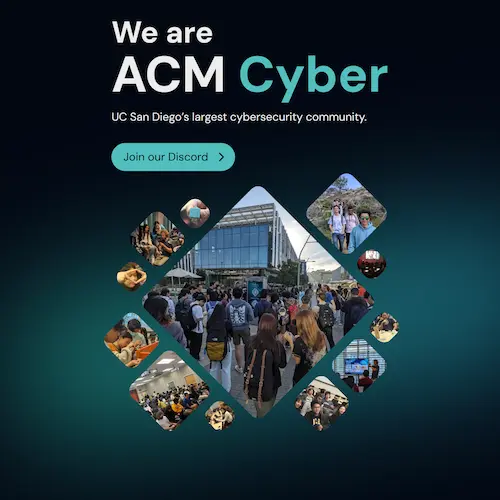 We are
ACM Cyber
UC San Diego's largest cybersecurity community.
Join our Discord